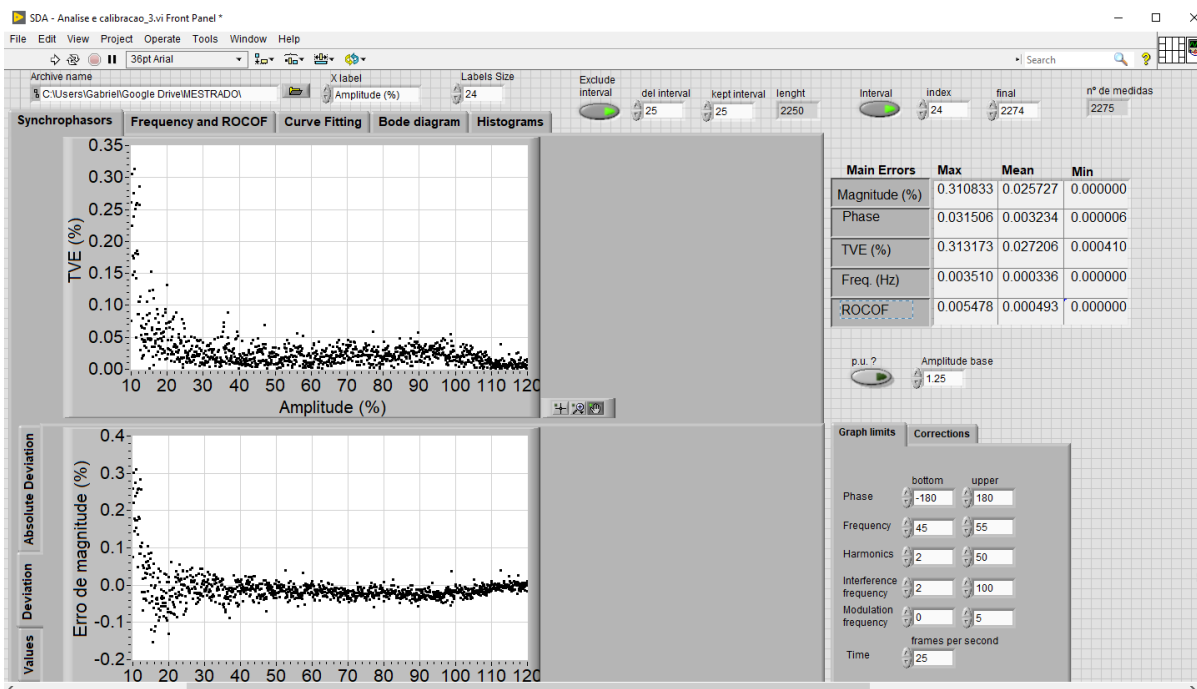 SDA - Analise e calibracao_3.vi Front Panel *
File Edit View Project Operate Tools Window Help
36pt Arial
Search
Archive name
X label
Labels Size
Exclude interval
del interval
kept interval
lenght
Interval
index
final
nº de medidas
C:\Users\Gabriel\Google Drive\MESTRADO\
Amplitude (%)
24
25
25
2250
24
2274
2275
Synchrophasors
Frequency and ROCOF
Curve Fitting
Bode diagram
Histograms
TVE (%)
0.35
0.30
0.25
0.20
0.15
0.10
0.05
0.00
10 20 30 40 50 60 70 80 90 100 110 120
Amplitude (%)
Main Errors Max Mean Min
Magnitude (%) 0.310833 0.025727 0.000000
Phase 0.031506 0.003234 0.000006
TVE (%) 0.313173 0.027206 0.000410
Freq. (Hz) 0.003510 0.000336 0.000000
ROCOF 0.005478 0.000493 0.000000
p.u. ?
Amplitude base
1.25
Absolute Deviation
Deviation
Values
Erro de magnitude (%)
0.4
0.3
0.2
0.1
0.0
-0.1
-0.2
10 20 30 40 50 60 70 80 90 100 110 120
Graph limits
Corrections
bottom upper
Phase -180 180
Frequency 45 55
Harmonics 2 50
Interference frequency 2 100
Modulation frequency 0 5
frames per second
Time 25